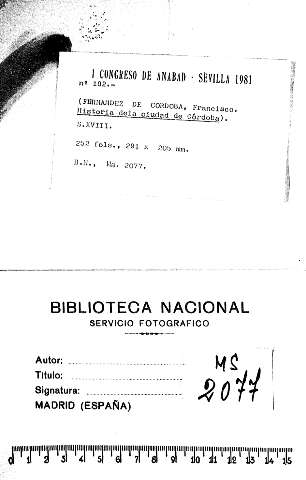 I CONGRESO DE ANABAD - SEVILLA 1981
nº 102.-
(FERNANDEZ DE CORDOBA, Francisco.
Historia dela ciudad de Córdoba).
S.XVIII.
252 fols., 291 x 205 mm.
B.N., Ms. 2077.
BIBLIOTECA NACIONAL
SERVICIO FOTOGRAFICO
Autor:
Título:
Signatura:
MADRID (ESPAÑA)
MS
2077
0 1 2 3 4 5 6 7 8 9 10 11 12 13 14 15